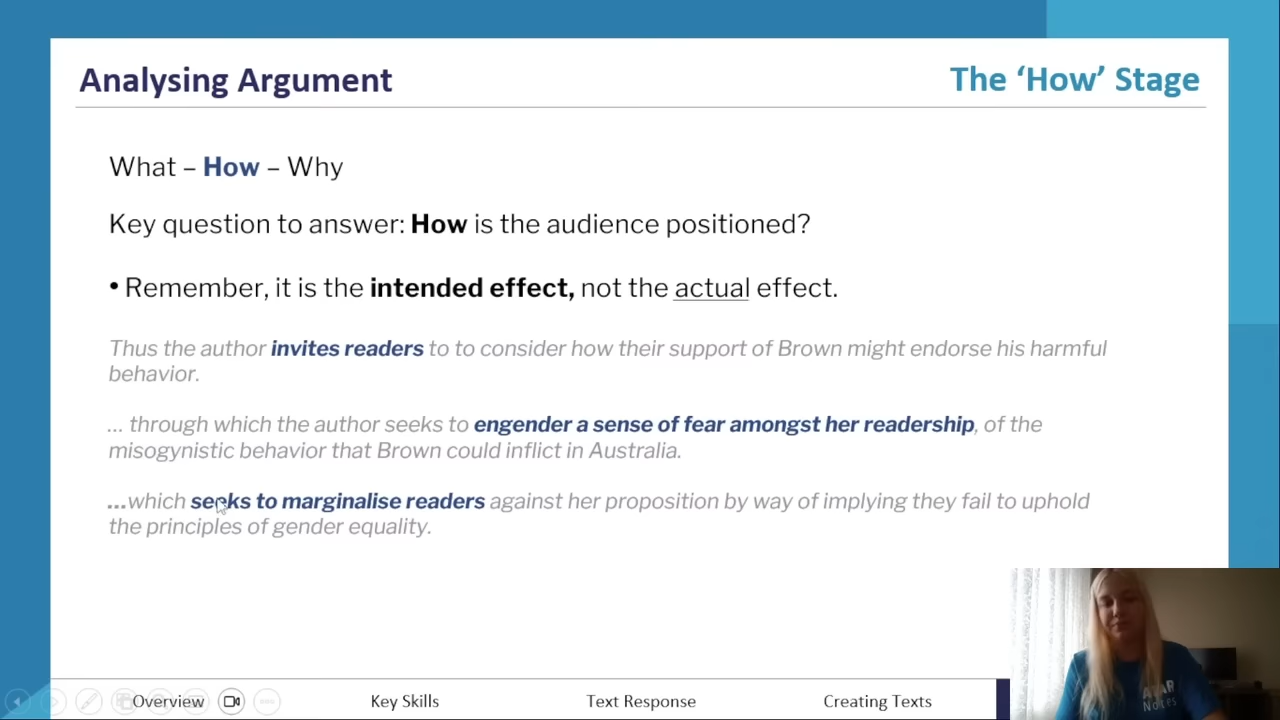 Analysing Argument
The ‘How’ Stage
What – How – Why
Key question to answer: How is the audience positioned?
• Remember, it is the intended effect, not the actual effect.
Thus the author invites readers to to consider how their support of Brown might endorse his harmful
behavior.
... through which the author seeks to engender a sense of fear amongst her readership, of the
misogynistic behavior that Brown could inflict in Australia.
...which seeks to marginalise readers against her proposition by way of implying they fail to uphold
the principles of gender equality.
Overview
Key Skills
Text Response
Creating Texts
ATAR
Notes